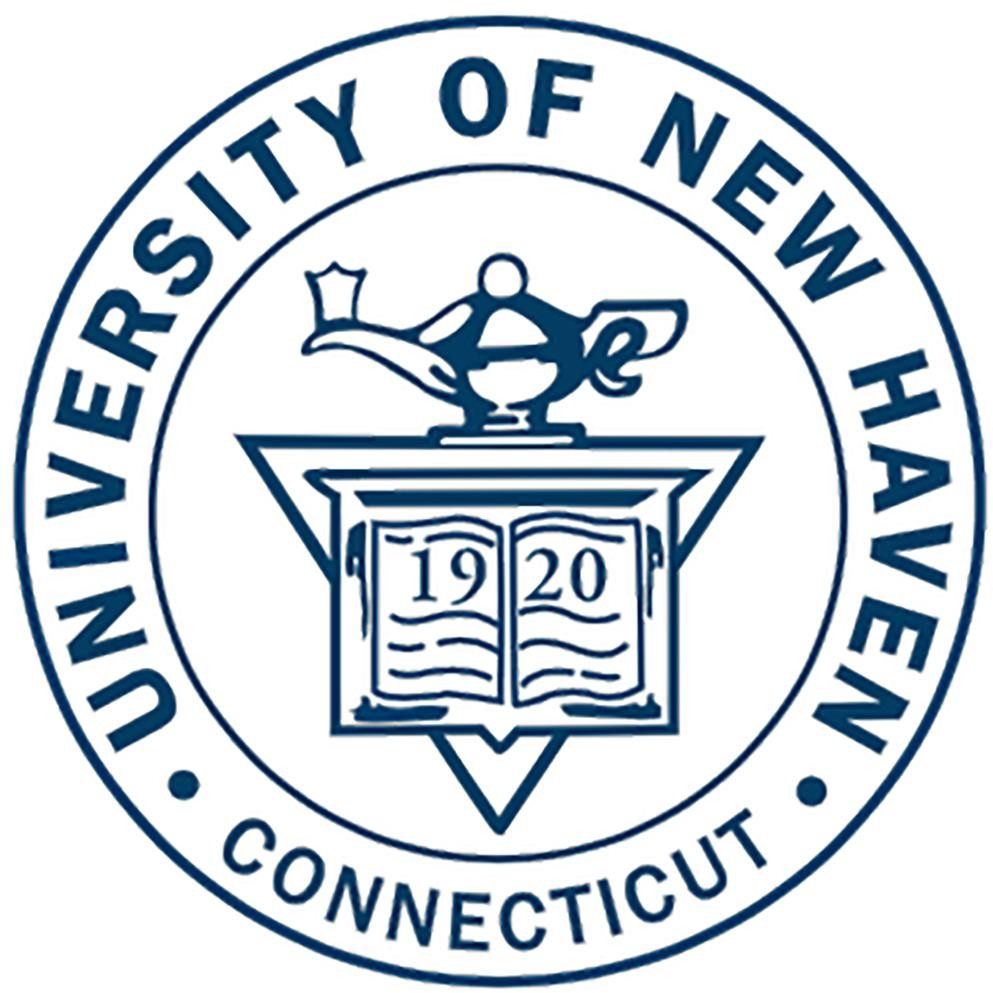 UNIVERSITY OF NEW HAVEN
1920
• CONNECTICUT •